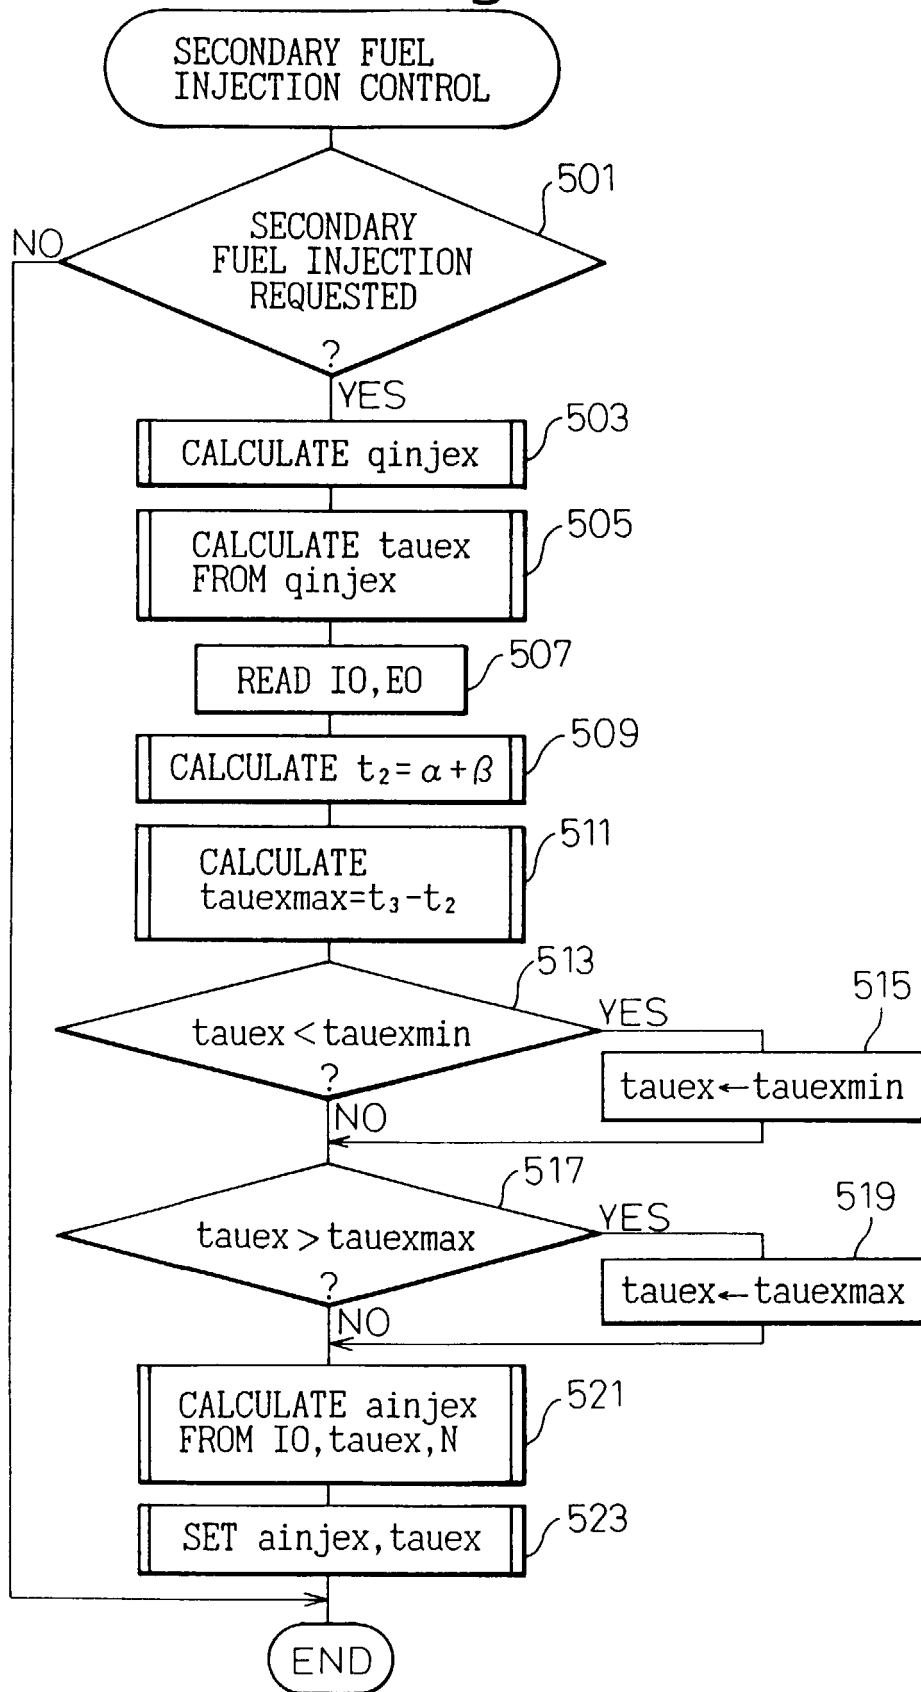 SECONDARY FUEL
INJECTION CONTROL
501
NO
SECONDARY
FUEL INJECTION
REQUESTED
?
YES
503
CALCULATE qinjex
505
CALCULATE tauex
FROM qinjex
507
READ IO,EO
509
CALCULATE t₂=α+β
511
CALCULATE
tauexmax=t₃-t₂
513
YES
515
tauex<tauexmin
?
tauex←tauexmin
NO
517
YES
519
tauex>tauexmax
?
tauex←tauexmax
NO
521
CALCULATE ainjex
FROM IO,tauex,N
523
SET ainjex,tauex
END